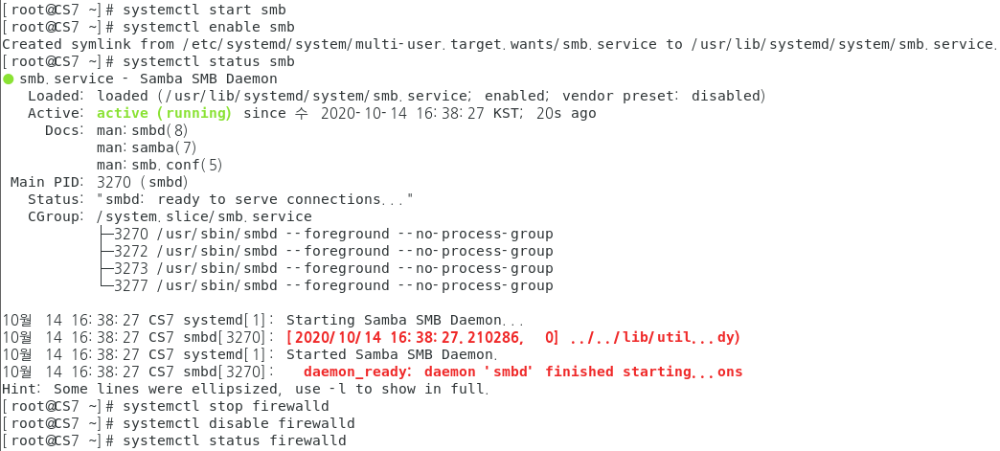 [root@CS7 ~]# systemctl start smb
[root@CS7 ~]# systemctl enable smb
Created symlink from /etc/systemd/system/multi-user.target.wants/smb.service to /usr/lib/systemd/system/smb.service.
[root@CS7 ~]# systemctl status smb
● smb.service - Samba SMB Daemon
   Loaded: loaded (/usr/lib/systemd/system/smb.service; enabled; vendor preset: disabled)
   Active: active (running) since 수 2020-10-14 16:38:27 KST; 20s ago
     Docs: man:smbd(8)
           man:samba(7)
           man:smb.conf(5)
 Main PID: 3270 (smbd)
   Status: "smbd: ready to serve connections..."
   CGroup: /system.slice/smb.service
           ├─3270 /usr/sbin/smbd --foreground --no-process-group
           ├─3272 /usr/sbin/smbd --foreground --no-process-group
           ├─3273 /usr/sbin/smbd --foreground --no-process-group
           └─3277 /usr/sbin/smbd --foreground --no-process-group

10월  14 16:38:27 CS7 systemd[1]: Starting Samba SMB Daemon...
10월  14 16:38:27 CS7 smbd[3270]: [2020/10/14 16:38:27.210286,  0] ../../lib/util...dy)
10월  14 16:38:27 CS7 systemd[1]: Started Samba SMB Daemon.
10월  14 16:38:27 CS7 smbd[3270]:   daemon_ready: daemon 'smbd' finished starting...ons
Hint: Some lines were ellipsized, use -l to show in full.
[root@CS7 ~]# systemctl stop firewalld
[root@CS7 ~]# systemctl disable firewalld
[root@CS7 ~]# systemctl status firewalld